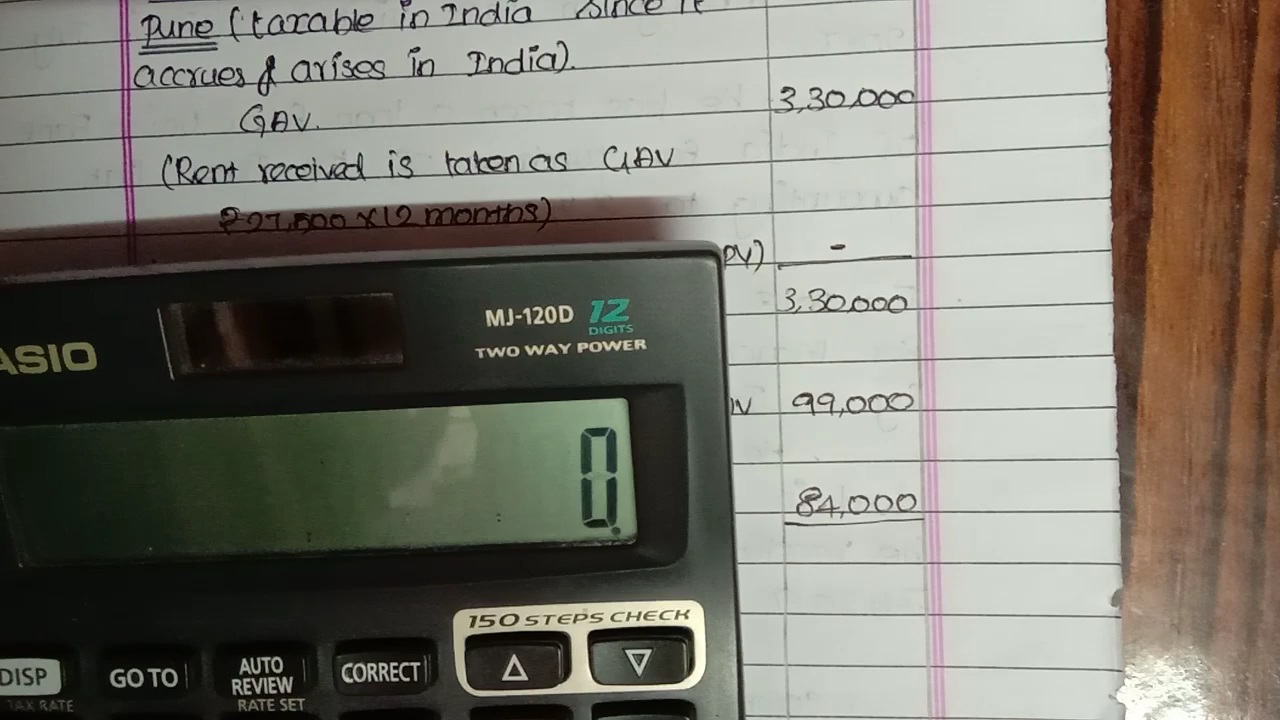 Pune (taxable in India since it
accrues & arises in India).
GAV. 3,30,000
(Rent received is taken as GAV
₹27,500 X 12 months)
DV) -
3,30,000
99,000
84,000
ASIO MJ-120D 12 DIGITS
TWO WAY POWER
0.
150 STEPS CHECK
DISP GO TO AUTO REVIEW CORRECT △ ▽
TAX RATE RATE SET